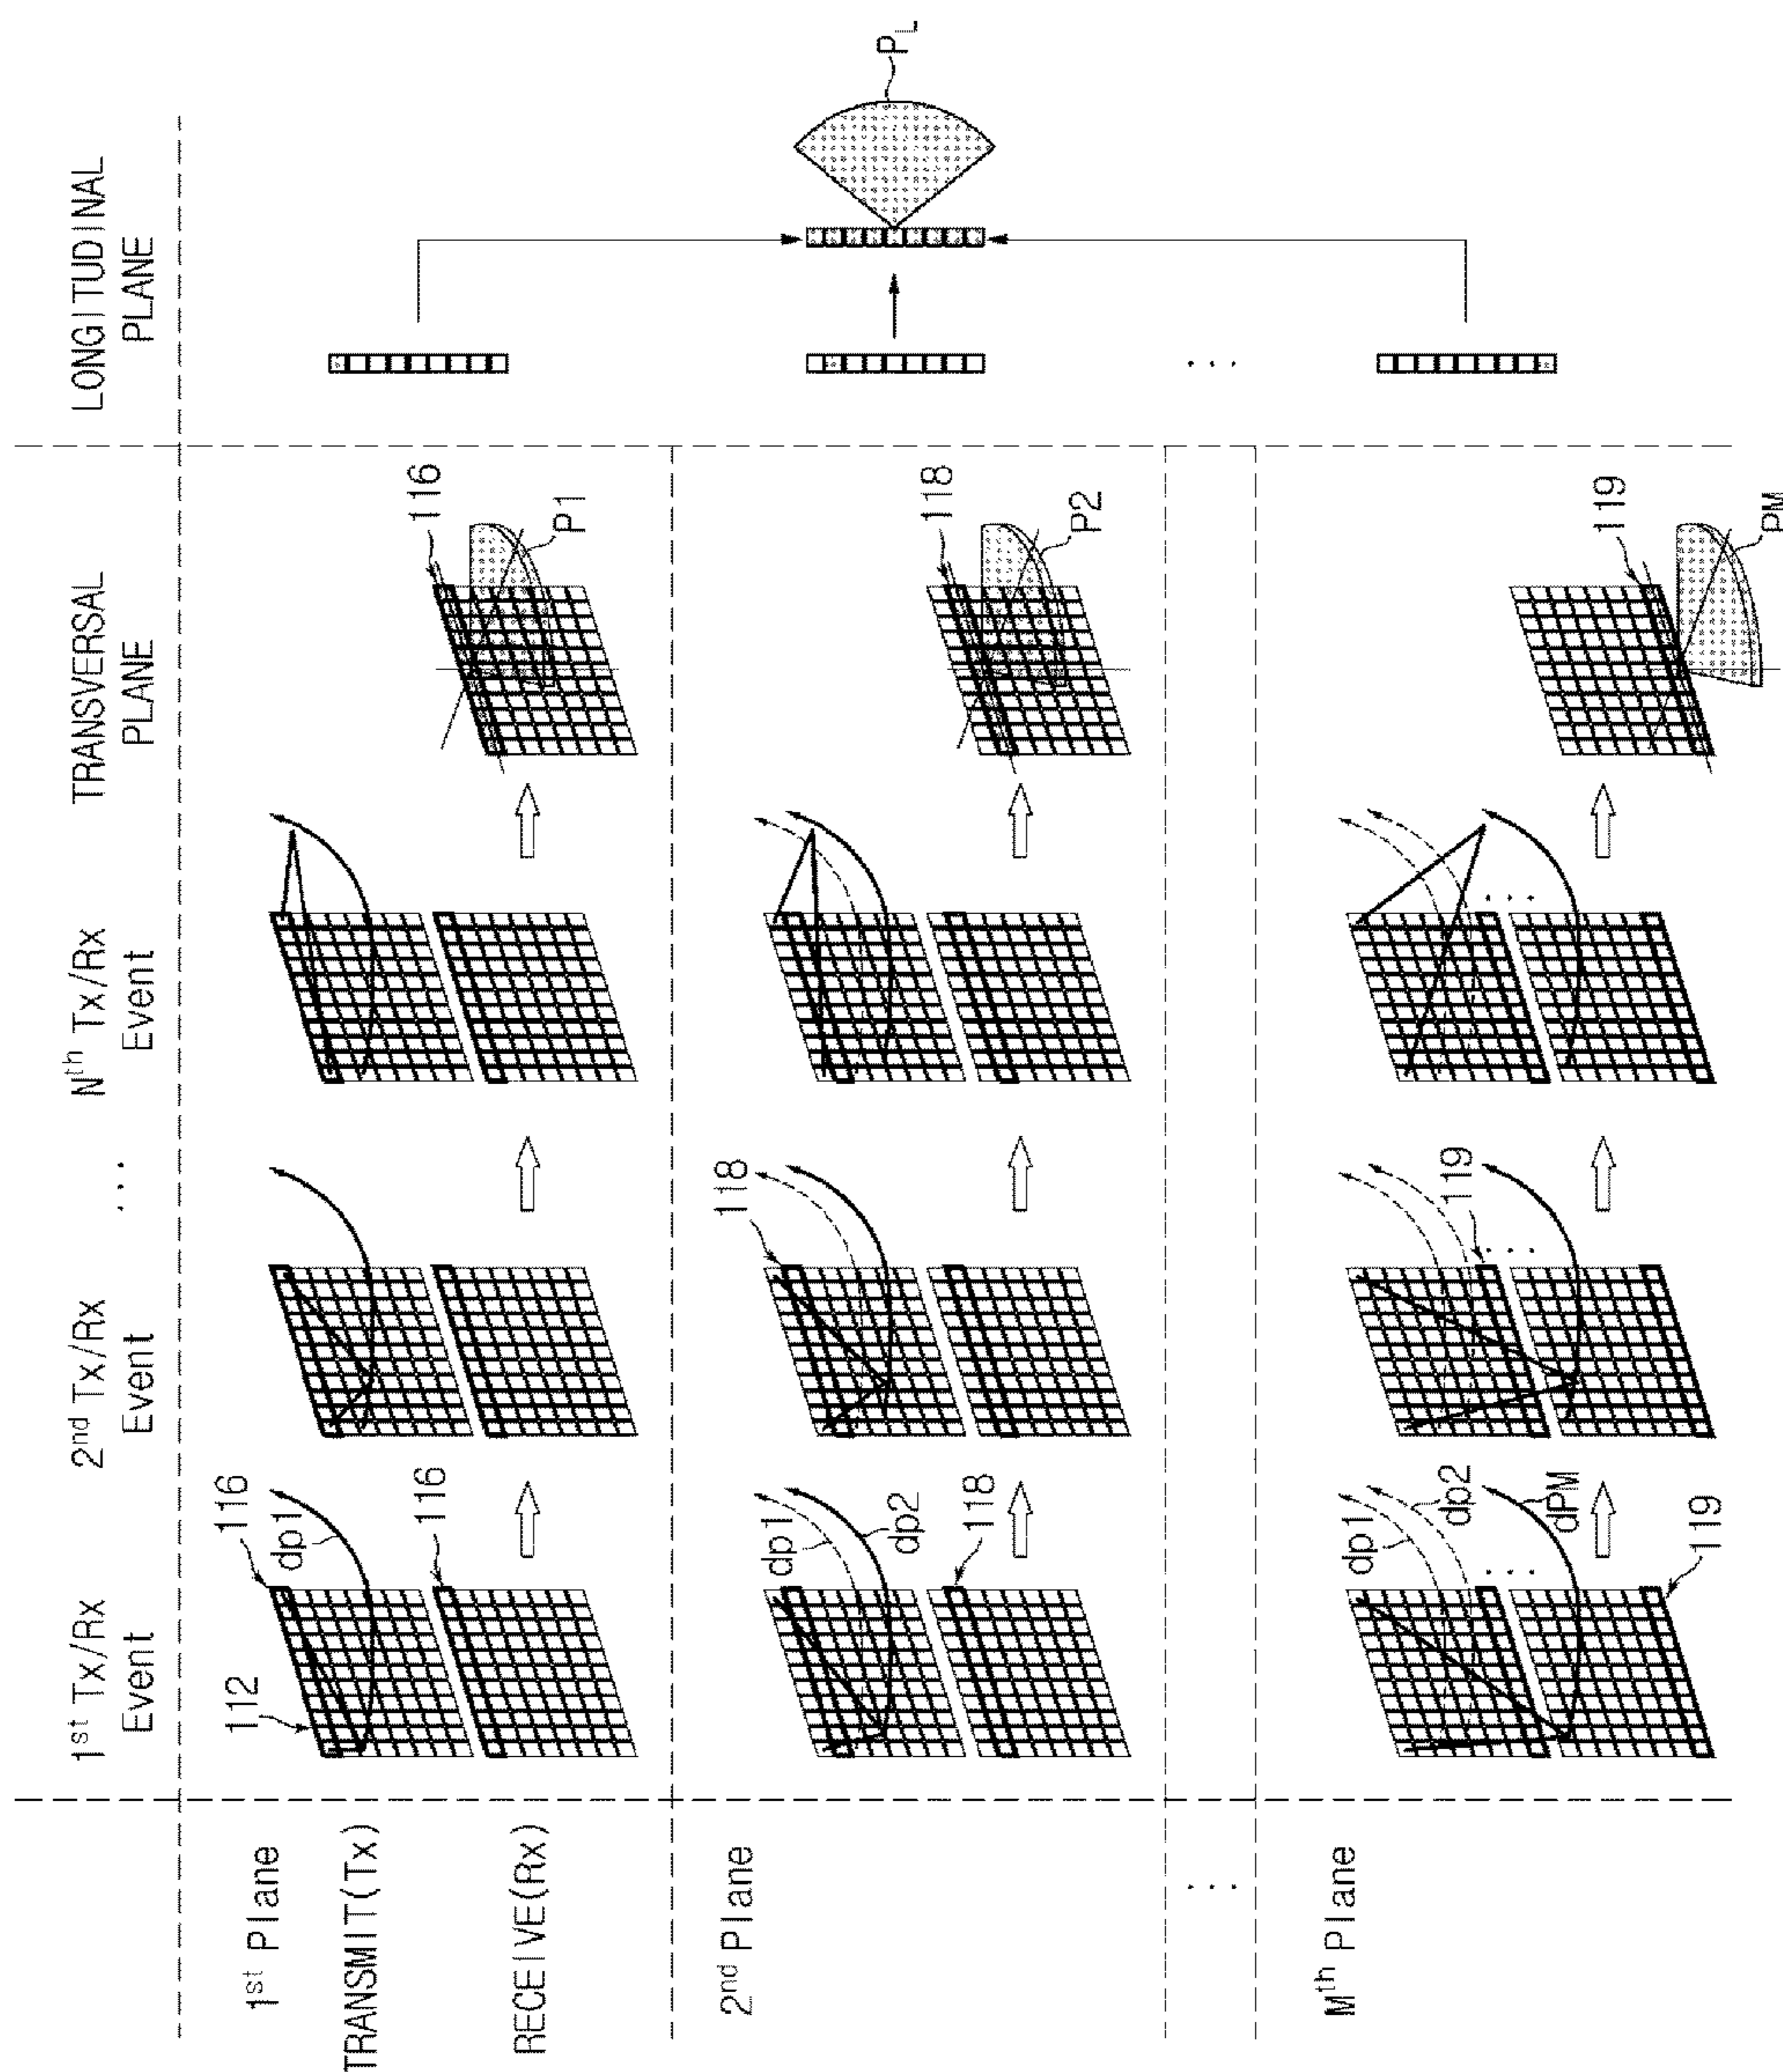 1st Tx/Rx
Event
2nd Tx/Rx
Event
...
Nth Tx/Rx
Event
TRANSVERSAL
PLANE
LONGITUDINAL
PLANE
1st Plane
TRANSMIT(Tx)
RECEIVE(Rx)
112
116
dp1
116
116
P1
2nd Plane
dp1
dp2
118
118
118
P2
PL
...
...
Mth Plane
dp1
dp2
dPM
...
119
119
...
...
119
PM